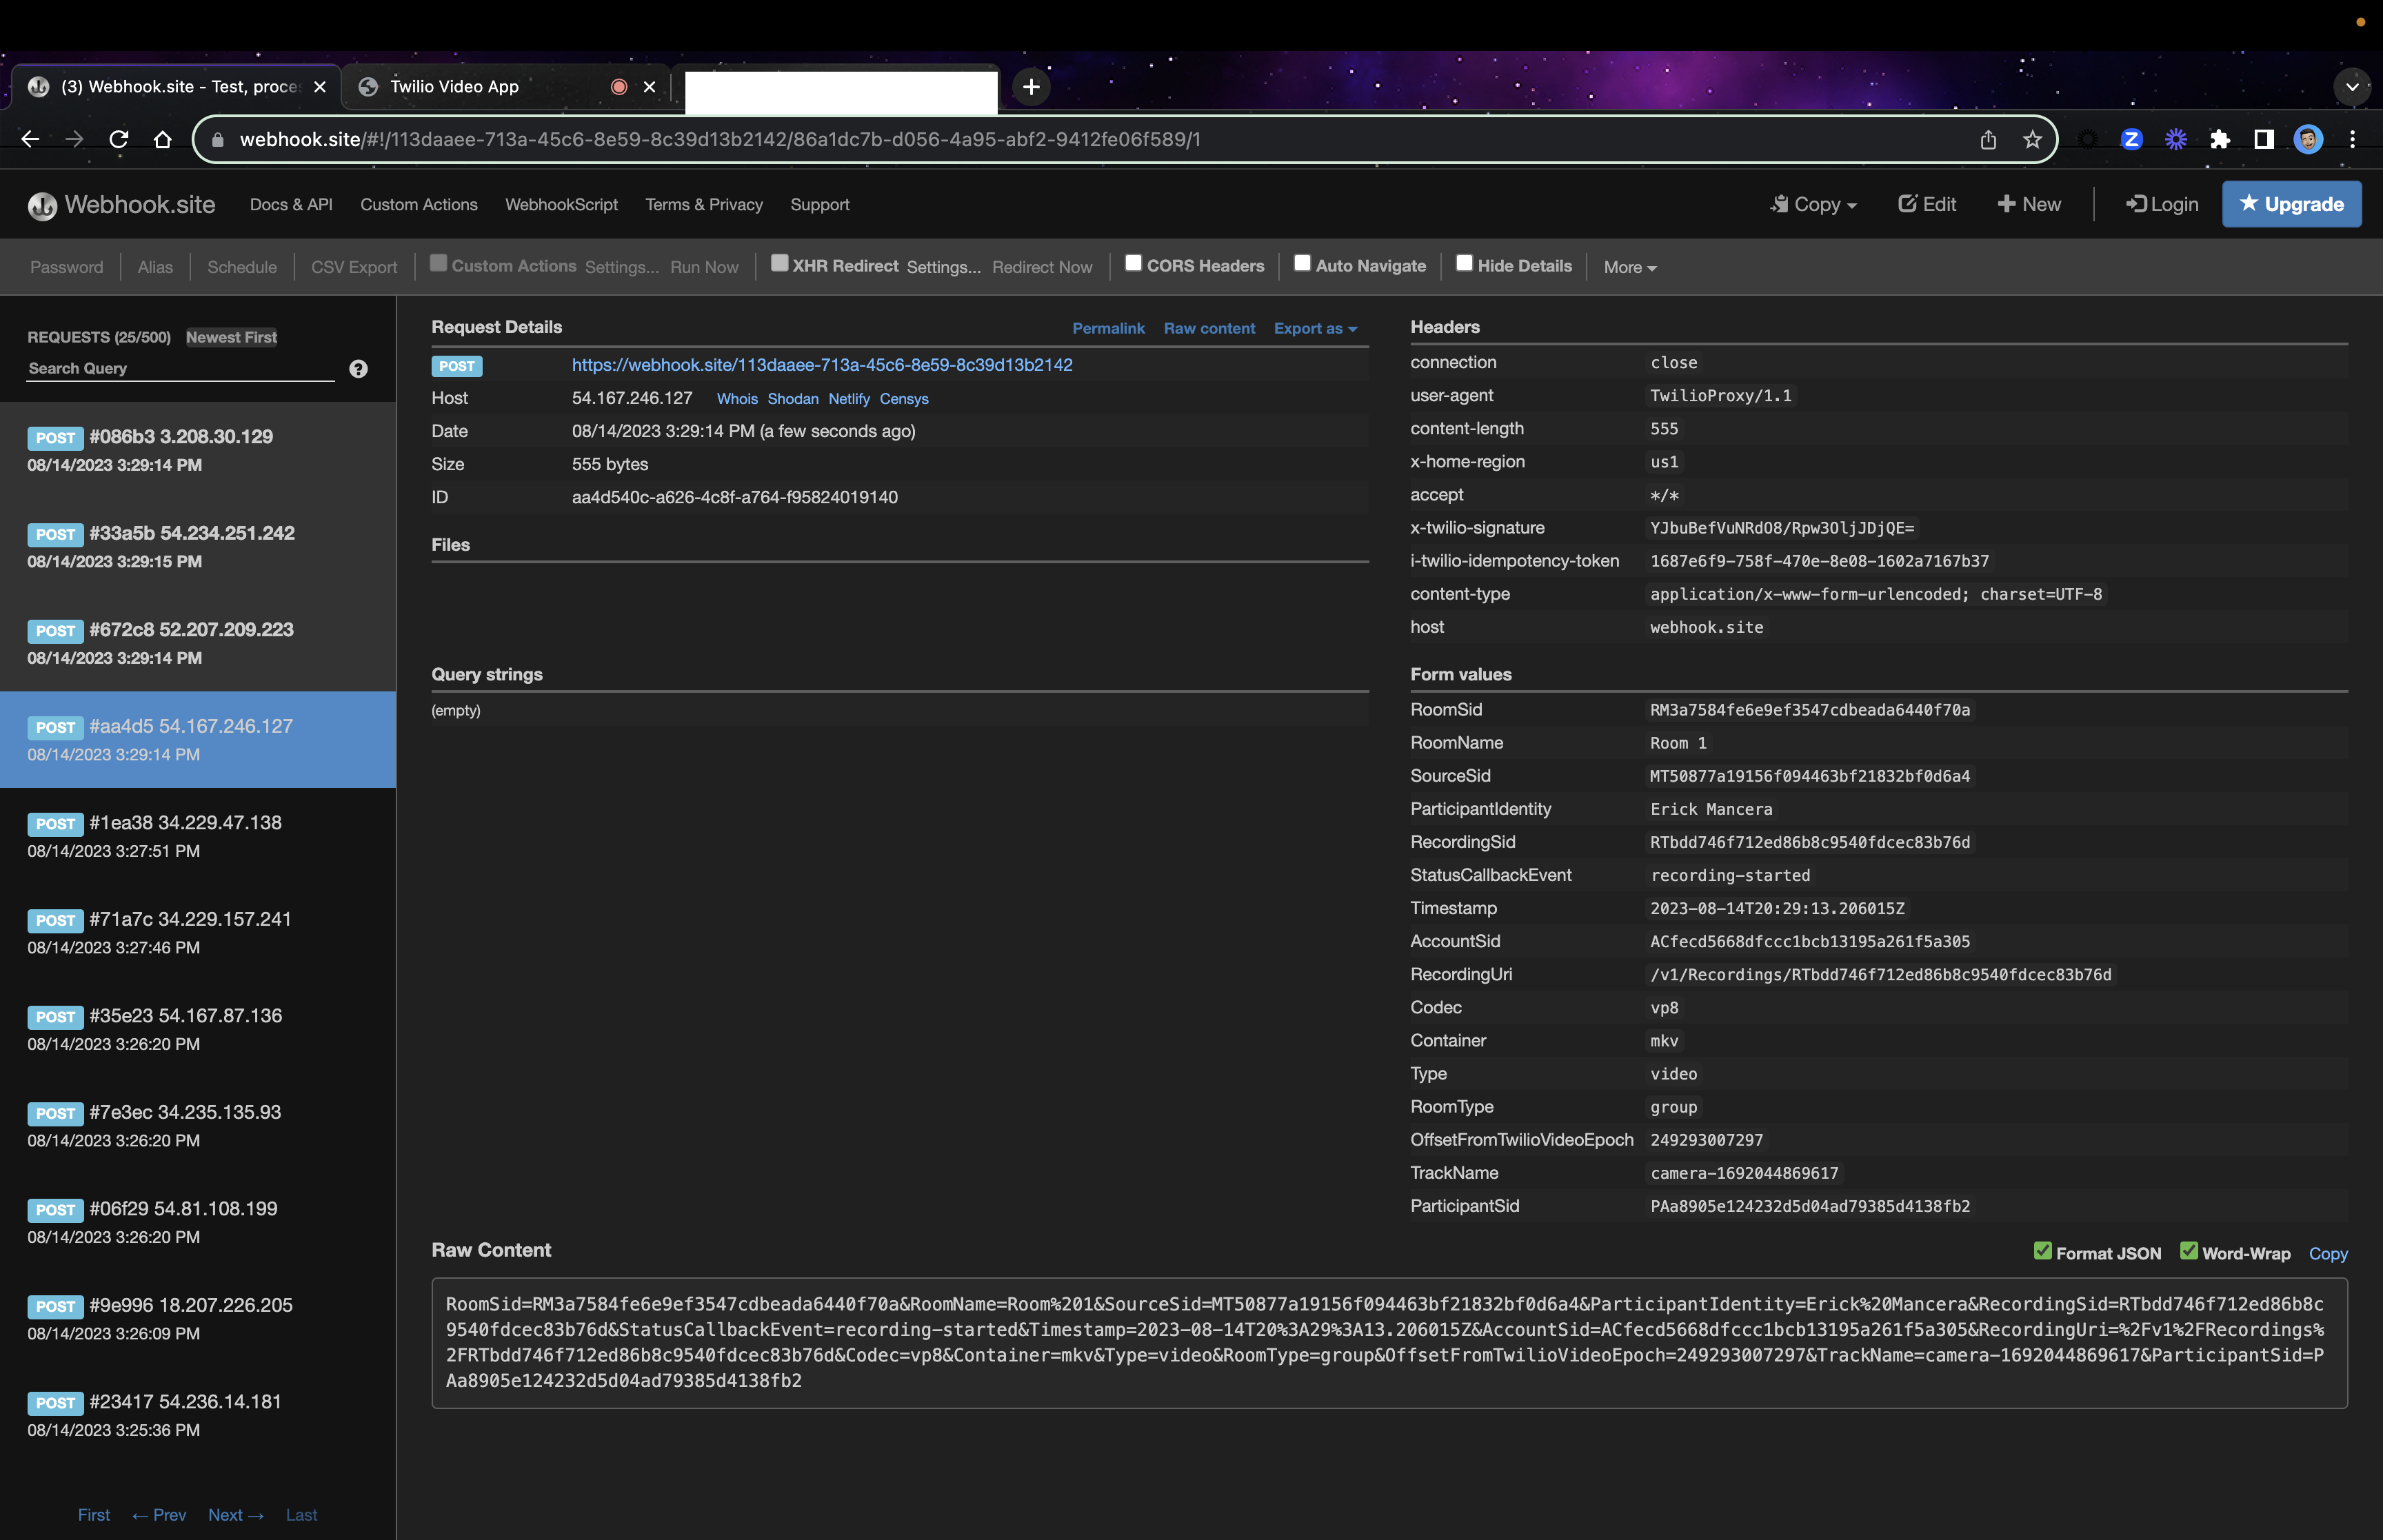 (3) Webhook.site - Test, proces
Twilio Video App
webhook.site/#!/113daaee-713a-45c6-8e59-8c39d13b2142/86a1dc7b-d056-4a95-abf2-9412fe06f589/1
Webhook.site Docs & API Custom Actions WebhookScript Terms & Privacy Support Copy Edit New Login Upgrade
Password Alias Schedule CSV Export Custom Actions Settings... Run Now XHR Redirect Settings... Redirect Now CORS Headers Auto Navigate Hide Details More
REQUESTS (25/500) Newest First
Search Query
POST #086b3 3.208.30.129
08/14/2023 3:29:14 PM
POST #33a5b 54.234.251.242
08/14/2023 3:29:15 PM
POST #672c8 52.207.209.223
08/14/2023 3:29:14 PM
POST #aa4d5 54.167.246.127
08/14/2023 3:29:14 PM
POST #1ea38 34.229.47.138
08/14/2023 3:27:51 PM
POST #71a7c 34.229.157.241
08/14/2023 3:27:46 PM
POST #35e23 54.167.87.136
08/14/2023 3:26:20 PM
POST #7e3ec 34.235.135.93
08/14/2023 3:26:20 PM
POST #06f29 54.81.108.199
08/14/2023 3:26:20 PM
POST #9e996 18.207.226.205
08/14/2023 3:26:09 PM
POST #23417 54.236.14.181
08/14/2023 3:25:36 PM
First ← Prev Next → Last
Request Details Permalink Raw content Export as
POST https://webhook.site/113daaee-713a-45c6-8e59-8c39d13b2142
Host 54.167.246.127 Whois Shodan Netlify Censys
Date 08/14/2023 3:29:14 PM (a few seconds ago)
Size 555 bytes
ID aa4d540c-a626-4c8f-a764-f95824019140
Files
Query strings
(empty)
Headers
connection close
user-agent TwilioProxy/1.1
content-length 555
x-home-region us1
accept */*
x-twilio-signature YJbuBefVuNRdO8/Rpw3OljJDjQE=
i-twilio-idempotency-token 1687e6f9-758f-470e-8e08-1602a7167b37
content-type application/x-www-form-urlencoded; charset=UTF-8
host webhook.site
Form values
RoomSid RM3a7584fe6e9ef3547cdbeada6440f70a
RoomName Room 1
SourceSid MT50877a19156f094463bf21832bf0d6a4
ParticipantIdentity Erick Mancera
RecordingSid RTbdd746f712ed86b8c9540fdcec83b76d
StatusCallbackEvent recording-started
Timestamp 2023-08-14T20:29:13.206015Z
AccountSid ACfecd5668dfccc1bcb13195a261f5a305
RecordingUri /v1/Recordings/RTbdd746f712ed86b8c9540fdcec83b76d
Codec vp8
Container mkv
Type video
RoomType group
OffsetFromTwilioVideoEpoch 249293007297
TrackName camera-1692044869617
ParticipantSid PAa8905e124232d5d04ad79385d4138fb2
Raw Content Format JSON Word-Wrap Copy
RoomSid=RM3a7584fe6e9ef3547cdbeada6440f70a&RoomName=Room%201&SourceSid=MT50877a19156f094463bf21832bf0d6a4&ParticipantIdentity=Erick%20Mancera&RecordingSid=RTbdd746f712ed86b8c
9540fdcec83b76d&StatusCallbackEvent=recording-started&Timestamp=2023-08-14T20%3A29%3A13.206015Z&AccountSid=ACfecd5668dfccc1bcb13195a261f5a305&RecordingUri=%2Fv1%2FRecordings%
2FRTbdd746f712ed86b8c9540fdcec83b76d&Codec=vp8&Container=mkv&Type=video&RoomType=group&OffsetFromTwilioVideoEpoch=249293007297&TrackName=camera-1692044869617&ParticipantSid=P
Aa8905e124232d5d04ad79385d4138fb2